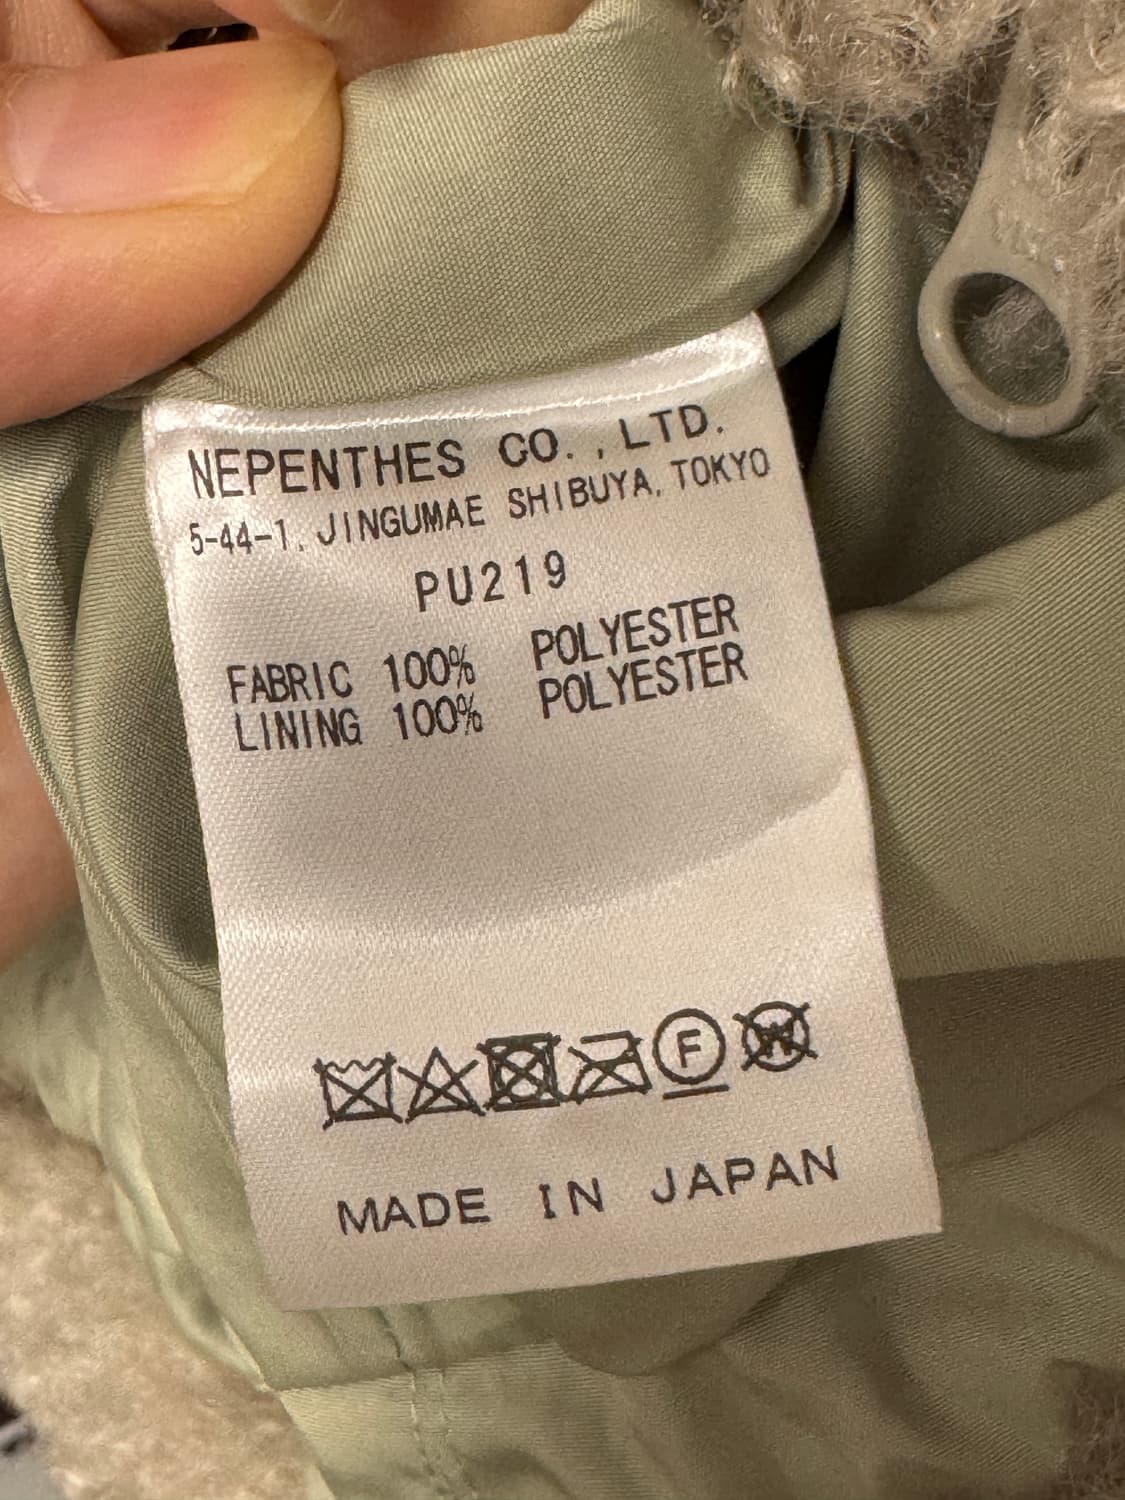 NEPENTHES CO., LTD.
5-44-1, JINGUMAE SHIBUYA, TOKYO
PU219
FABRIC 100% POLYESTER
LINING 100% POLYESTER
F W
MADE IN JAPAN